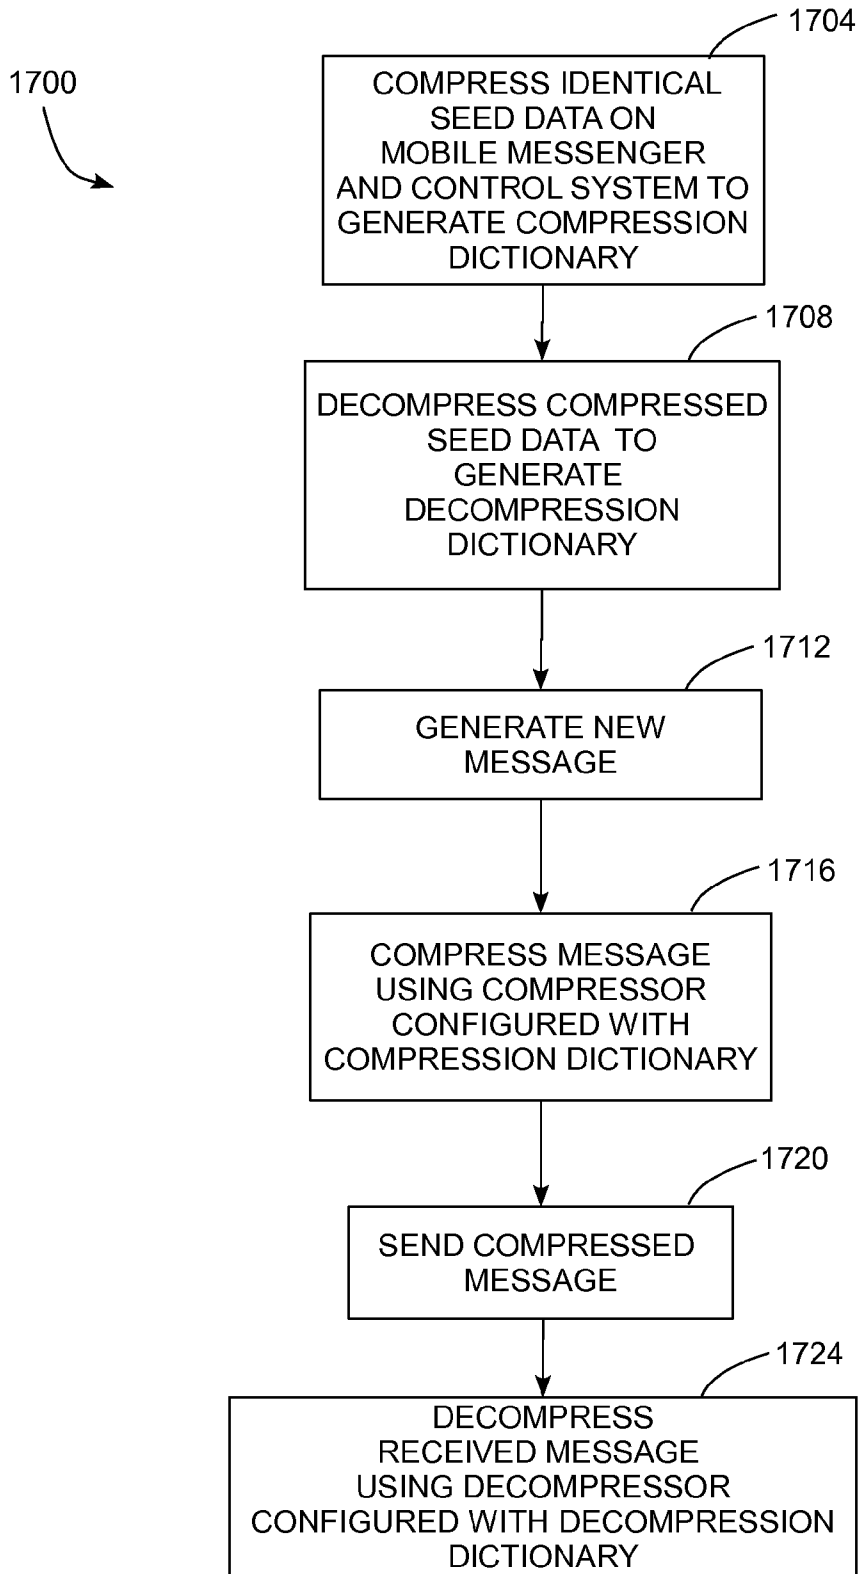 1700
1704
COMPRESS IDENTICAL
SEED DATA ON
MOBILE MESSENGER
AND CONTROL SYSTEM TO
GENERATE COMPRESSION
DICTIONARY
1708
DECOMPRESS COMPRESSED
SEED DATA TO
GENERATE
DECOMPRESSION
DICTIONARY
1712
GENERATE NEW
MESSAGE
1716
COMPRESS MESSAGE
USING COMPRESSOR
CONFIGURED WITH
COMPRESSION DICTIONARY
1720
SEND COMPRESSED
MESSAGE
1724
DECOMPRESS
RECEIVED MESSAGE
USING DECOMPRESSOR
CONFIGURED WITH DECOMPRESSION
DICTIONARY